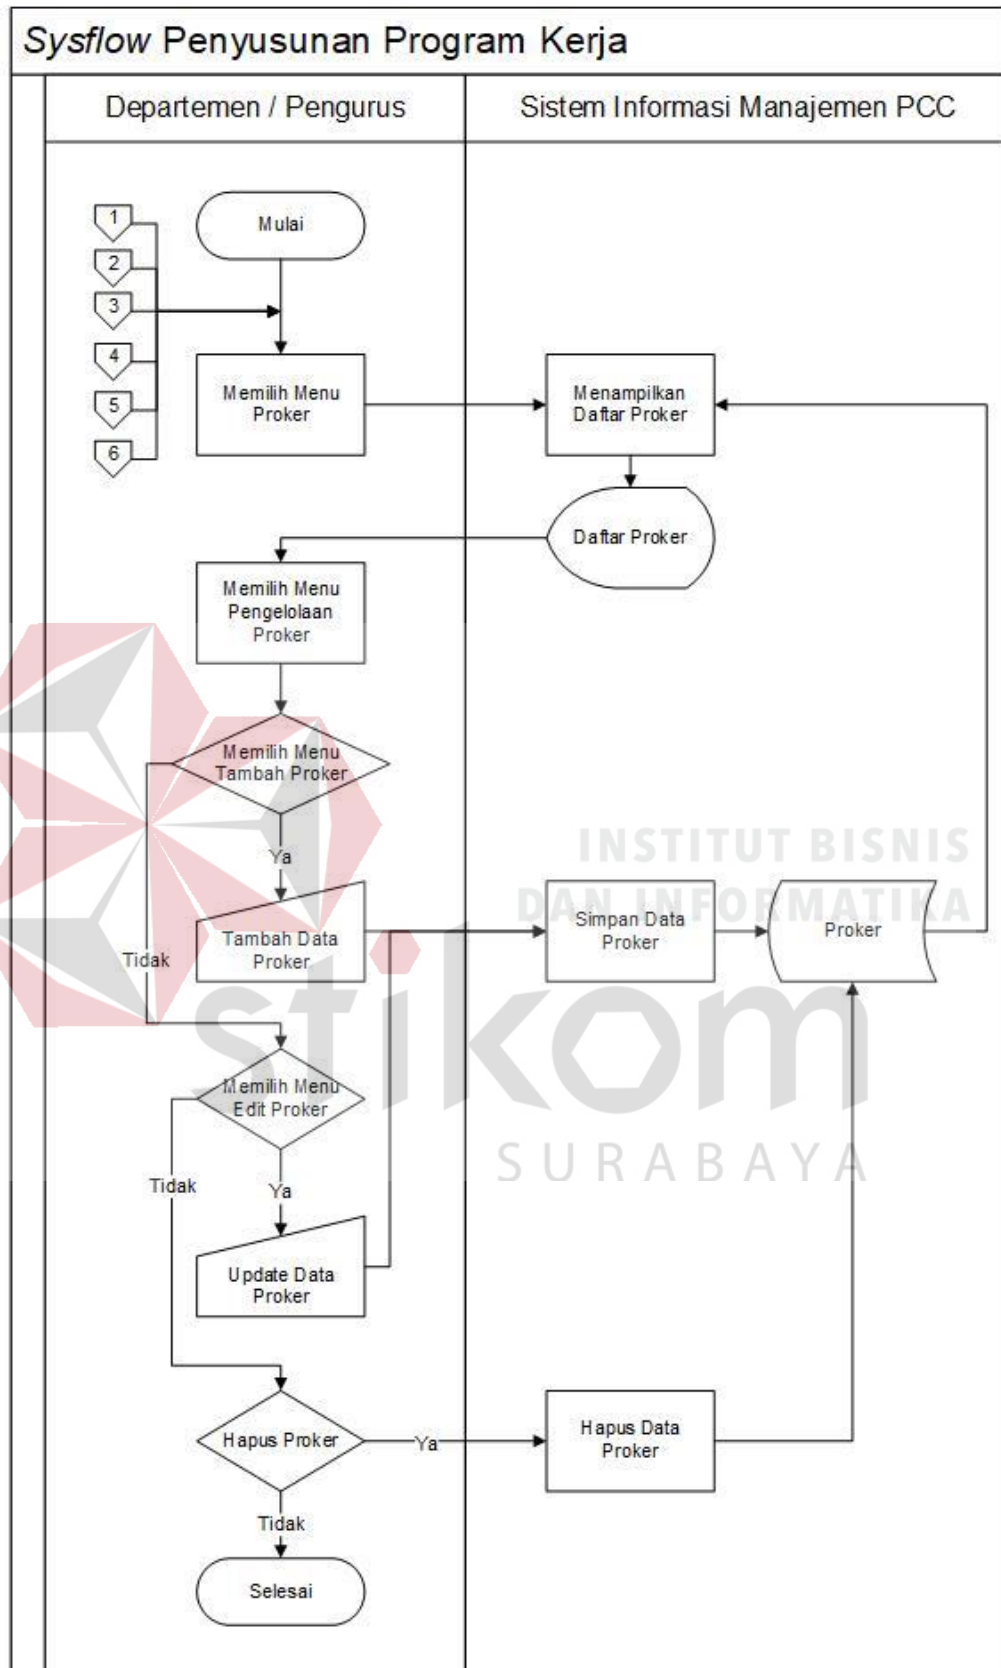 Sysflow Penyusunan Program Kerja
Departemen / Pengurus
Sistem Informasi Manajemen PCC
1
2
3
4
5
6
Mulai
Memilih Menu
Proker
Menampilkan
Daftar Proker
Daftar Proker
Memilih Menu
Pengelolaan
Proker
Memilih Menu
Tambah Proker
Ya
Tidak
Tambah Data
Proker
Simpan Data
Proker
Proker
INSTITUT BISNIS
DAN INFORMATIKA
stikom
SURABAYA
Memilih Menu
Edit Proker
Tidak
Ya
Update Data
Proker
Hapus Proker
Ya
Hapus Data
Proker
Tidak
Selesai